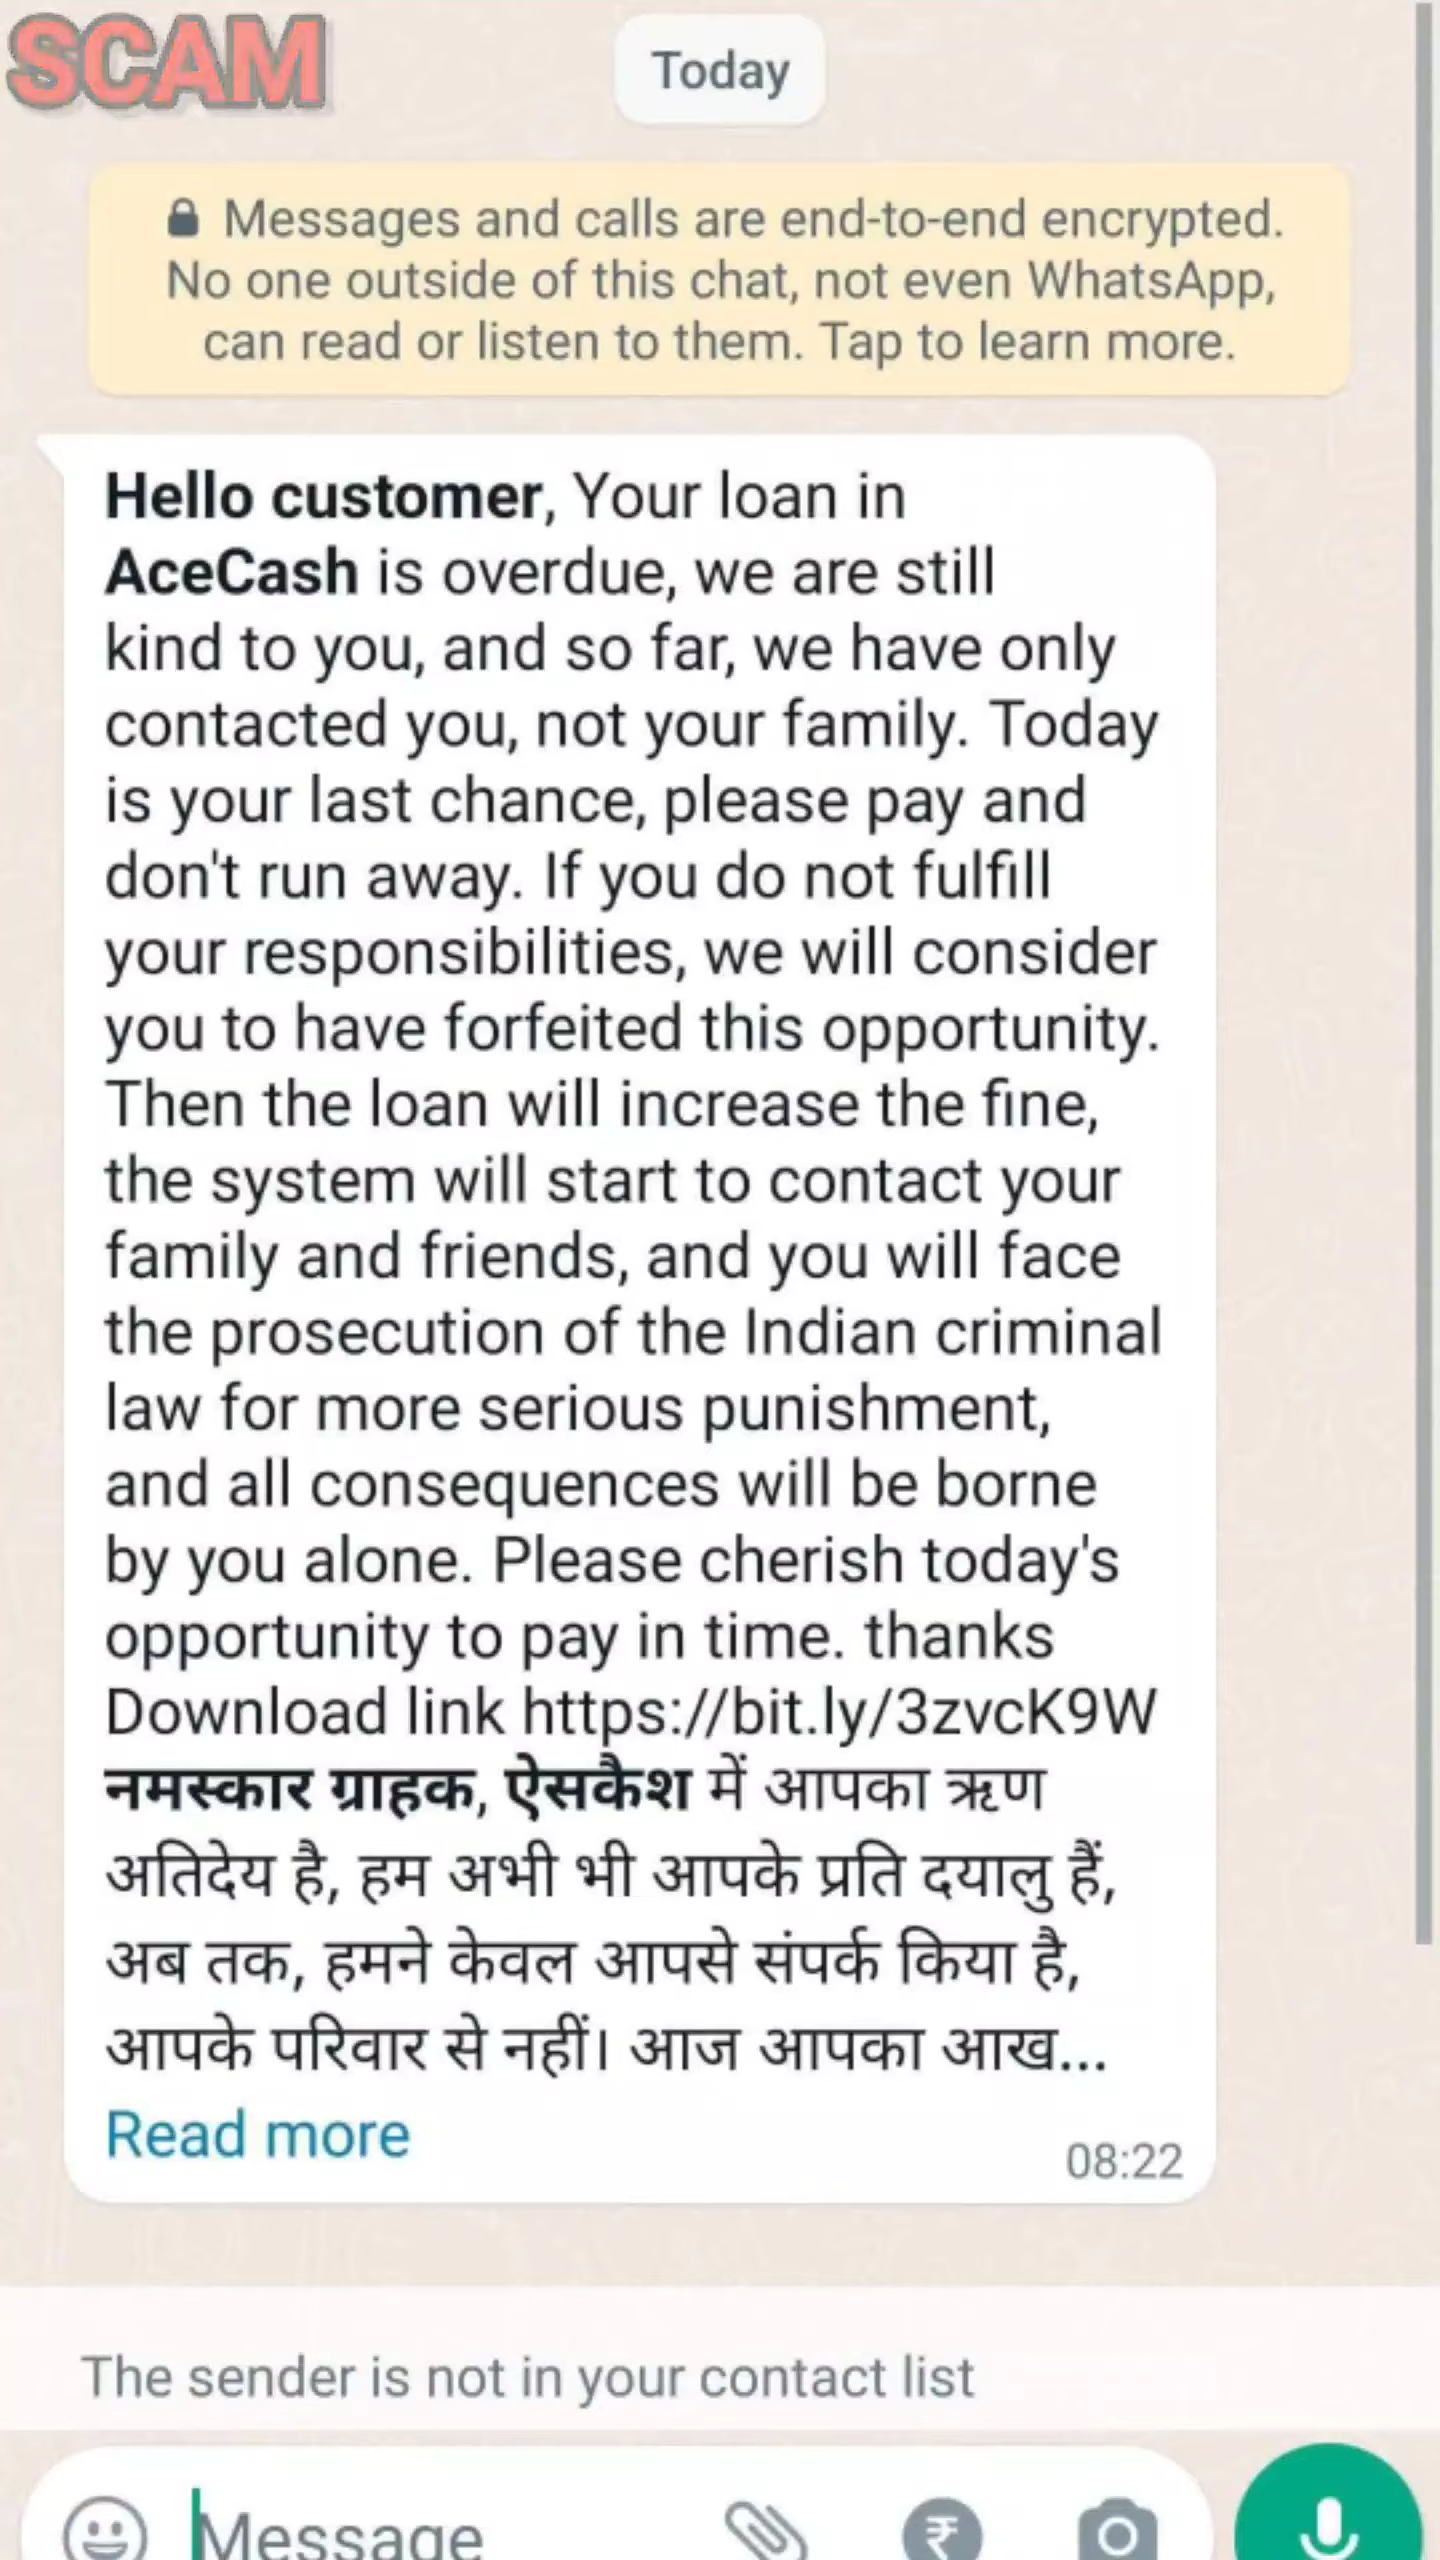 SCAM
Today
Messages and calls are end-to-end encrypted.
No one outside of this chat, not even WhatsApp,
can read or listen to them. Tap to learn more.
Hello customer, Your loan in
AceCash is overdue, we are still
kind to you, and so far, we have only
contacted you, not your family. Today
is your last chance, please pay and
don't run away. If you do not fulfill
your responsibilities, we will consider
you to have forfeited this opportunity.
Then the loan will increase the fine,
the system will start to contact your
family and friends, and you will face
the prosecution of the Indian criminal
law for more serious punishment,
and all consequences will be borne
by you alone. Please cherish today's
opportunity to pay in time. thanks
Download link https://bit.ly/3zvcK9W
नमस्कार ग्राहक, ऐसकैश में आपका ऋण
अतिदेय है, हम अभी भी आपके प्रति दयालु हैं,
अब तक, हमने केवल आपसे संपर्क किया है,
आपके परिवार से नहीं। आज आपका आख...
Read more
08:22
The sender is not in your contact list
Message